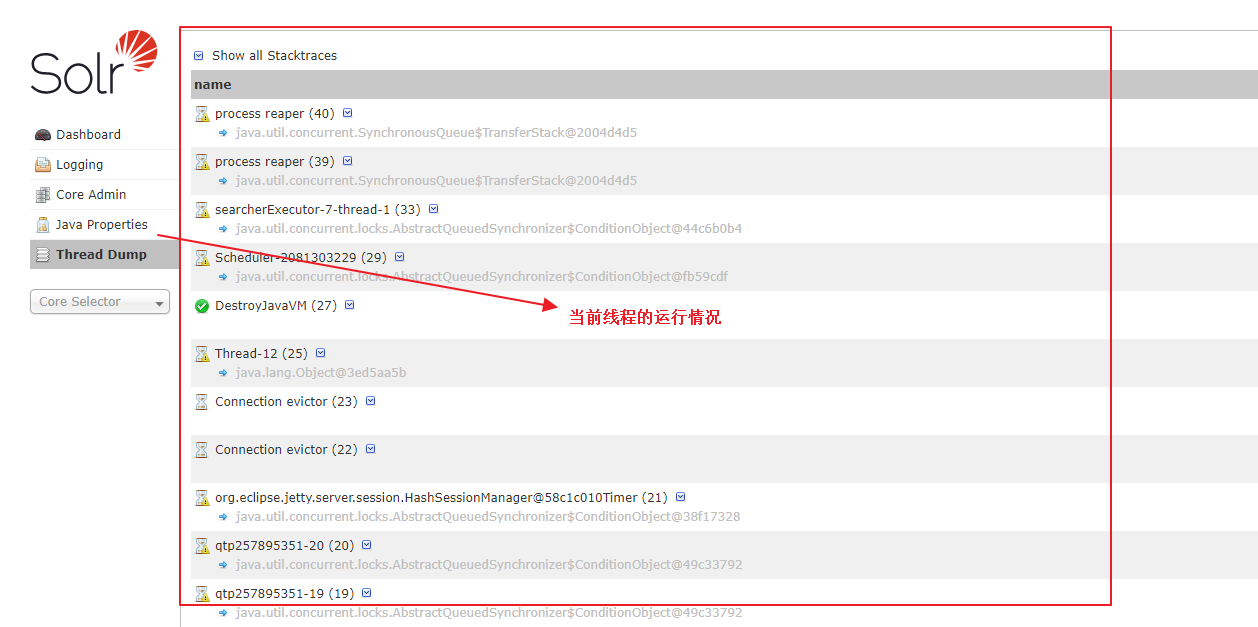 Solr
Show all Stacktraces
name
process reaper (40)
java.util.concurrent.SynchronousQueue$TransferStack@2004d4d5
Dashboard
process reaper (39)
Logging
java.util.concurrent.SynchronousQueue$TransferStack@2004d4d5
Core Admin
searcherExecutor-7-thread-1 (33)
Java Properties
java.util.concurrent.locks.AbstractQueuedSynchronizer$ConditionObject@44c6b0b4
Thread Dump
Scheduler-2081303229 (29)
java.util.concurrent.locks.AbstractQueuedSynchronizer$ConditionObject@fb59cdf
Core Selector
DestroyJavaVM (27)
当前线程的运行情况
Thread-12 (25)
java.lang.Object@3ed5aa5b
Connection evictor (23)
Connection evictor (22)
org.eclipse.jetty.server.session.HashSessionManager@58c1c010Timer (21)
java.util.concurrent.locks.AbstractQueuedSynchronizer$ConditionObject@38f17328
qtp257895351-20 (20)
java.util.concurrent.locks.AbstractQueuedSynchronizer$ConditionObject@49c33792
qtp257895351-19 (19)
java.util.concurrent.locks.AbstractQueuedSynchronizer$ConditionObject@49c33792